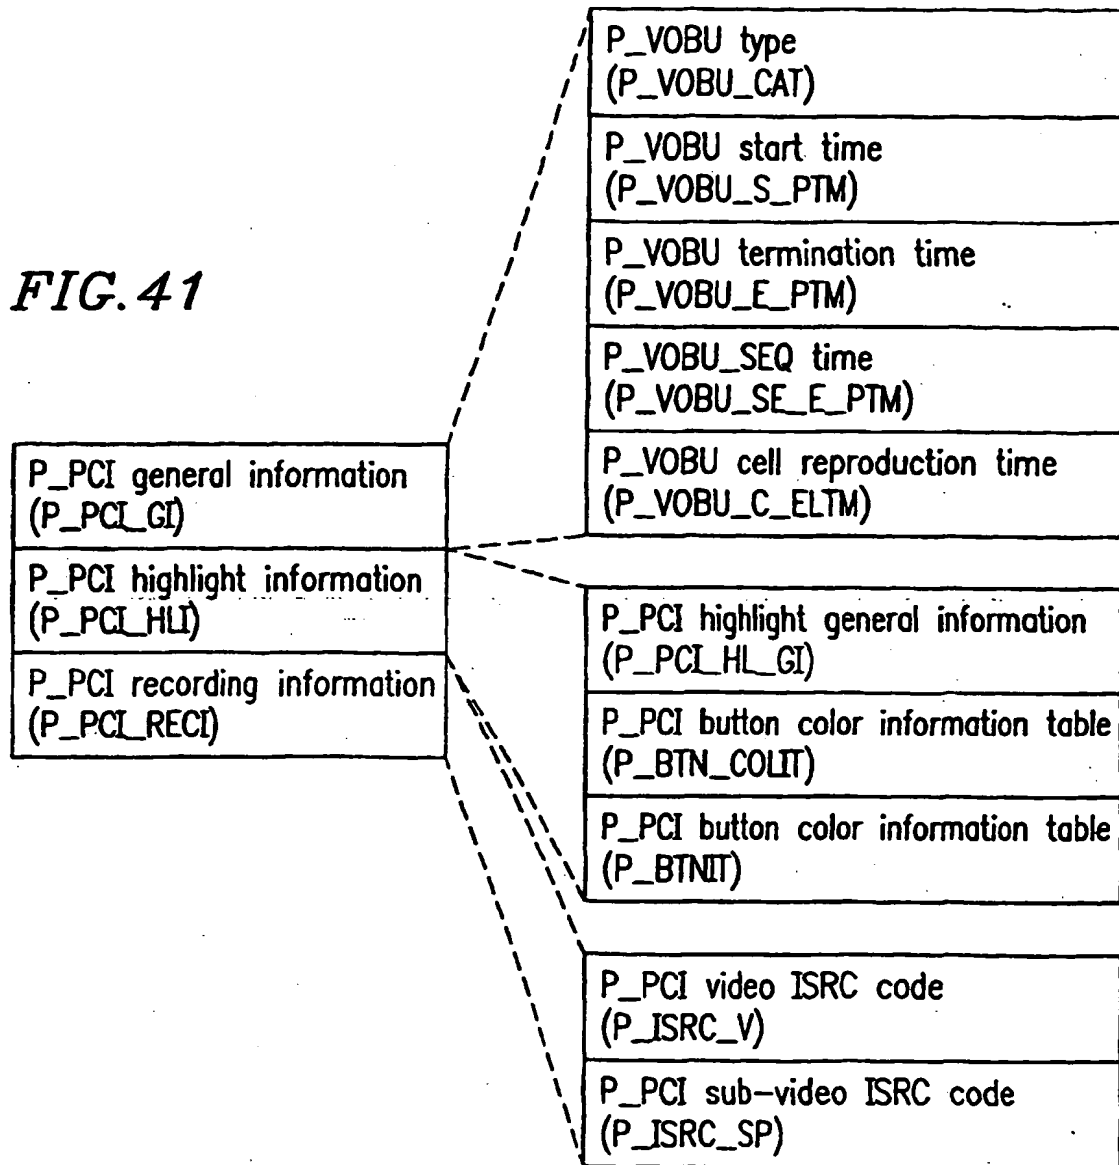 FIG. 41
P_PCI general information
(P_PCI_GI)
P_PCI highlight information
(P_PCI_HLI)
P_PCI recording information
(P_PCI_RECI)
P_VOBU type
(P_VOBU_CAT)
P_VOBU start time
(P_VOBU_S_PTM)
P_VOBU termination time
(P_VOBU_E_PTM)
P_VOBU_SEQ time
(P_VOBU_SE_E_PTM)
P_VOBU cell reproduction time
(P_VOBU_C_ELTM)
P_PCI highlight general information
(P_PCI_HL_GI)
P_PCI button color information table
(P_BTN_COLIT)
P_PCI button color information table
(P_BTNIT)
P_PCI video ISRC code
(P_ISRC_V)
P_PCI sub-video ISRC code
(P_ISRC_SP)